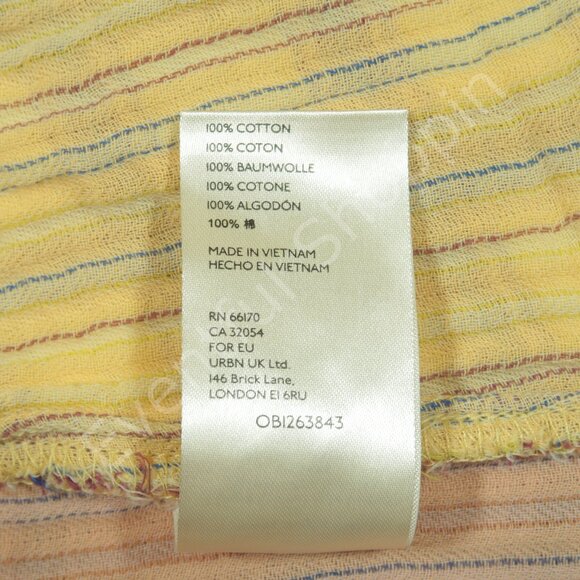 100% COTTON
100% COTON
100% BAUMWOLLE
100% COTONE
100% ALGODÓN
100% 棉
MADE IN VIETNAM
HECHO EN VIETNAM
RN 66170
CA 32054
FOR EU
URBN UK Ltd.
146 Brick Lane,
LONDON E1 6RU
OB1263843